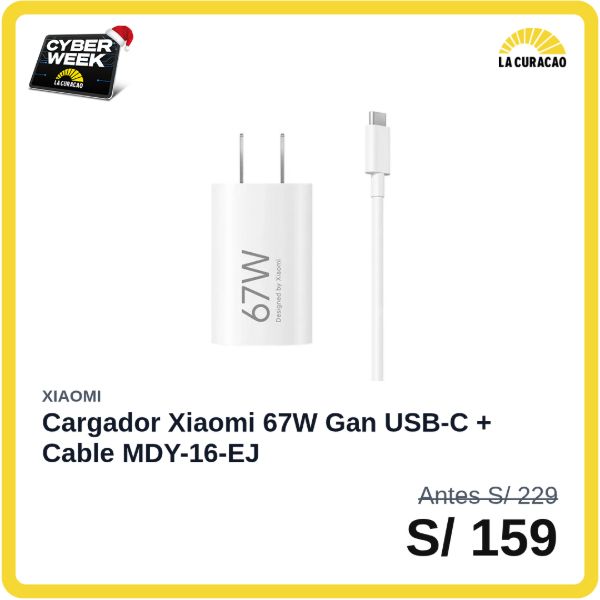 CYBER
WEEK
LA CURACAO
LA CURACAO
67W
Designed by Xiaomi
XIAOMI
Cargador Xiaomi 67W Gan USB-C +
Cable MDY-16-EJ
Antes S/ 229
S/ 159